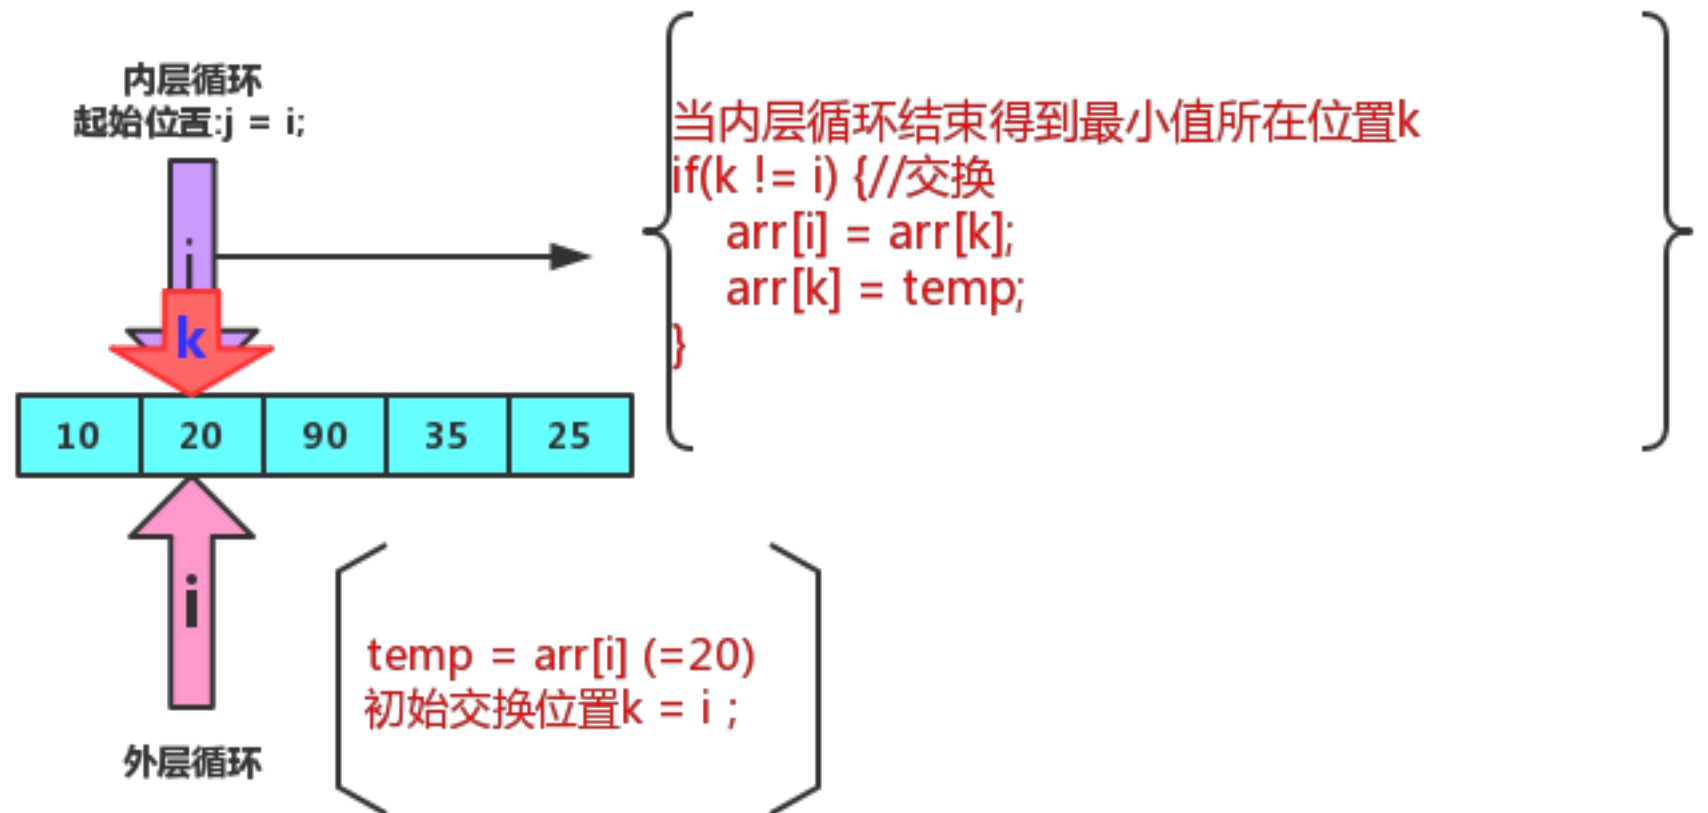 内层循环
起始位置:j = i;
当内层循环结束得到最小值所在位置k
if(k != i) {//交换
arr[i] = arr[k];
arr[k] = temp;
}
j
k
10 20 90 35 25
i
temp = arr[i] (=20)
初始交换位置k = i ;
外层循环